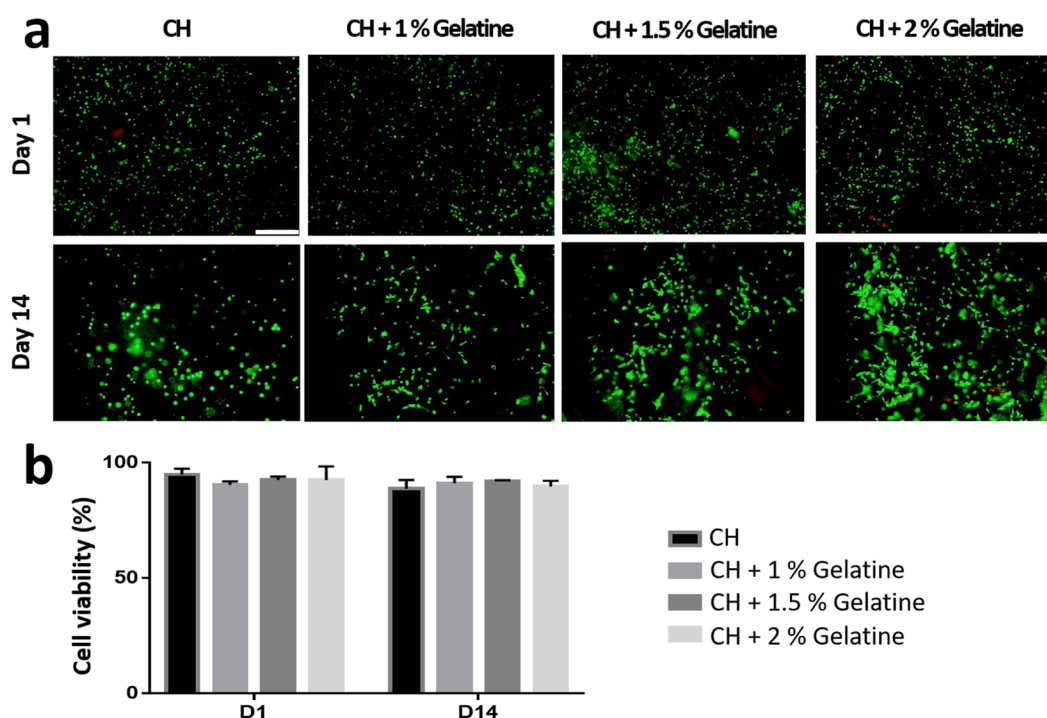 a
CH
CH + 1 % Gelatine
CH + 1.5 % Gelatine
CH + 2 % Gelatine
Day 1
Day 14
b
Cell viability (%)
100
50
0
D1
D14
CH
CH + 1 % Gelatine
CH + 1.5 % Gelatine
CH + 2 % Gelatine